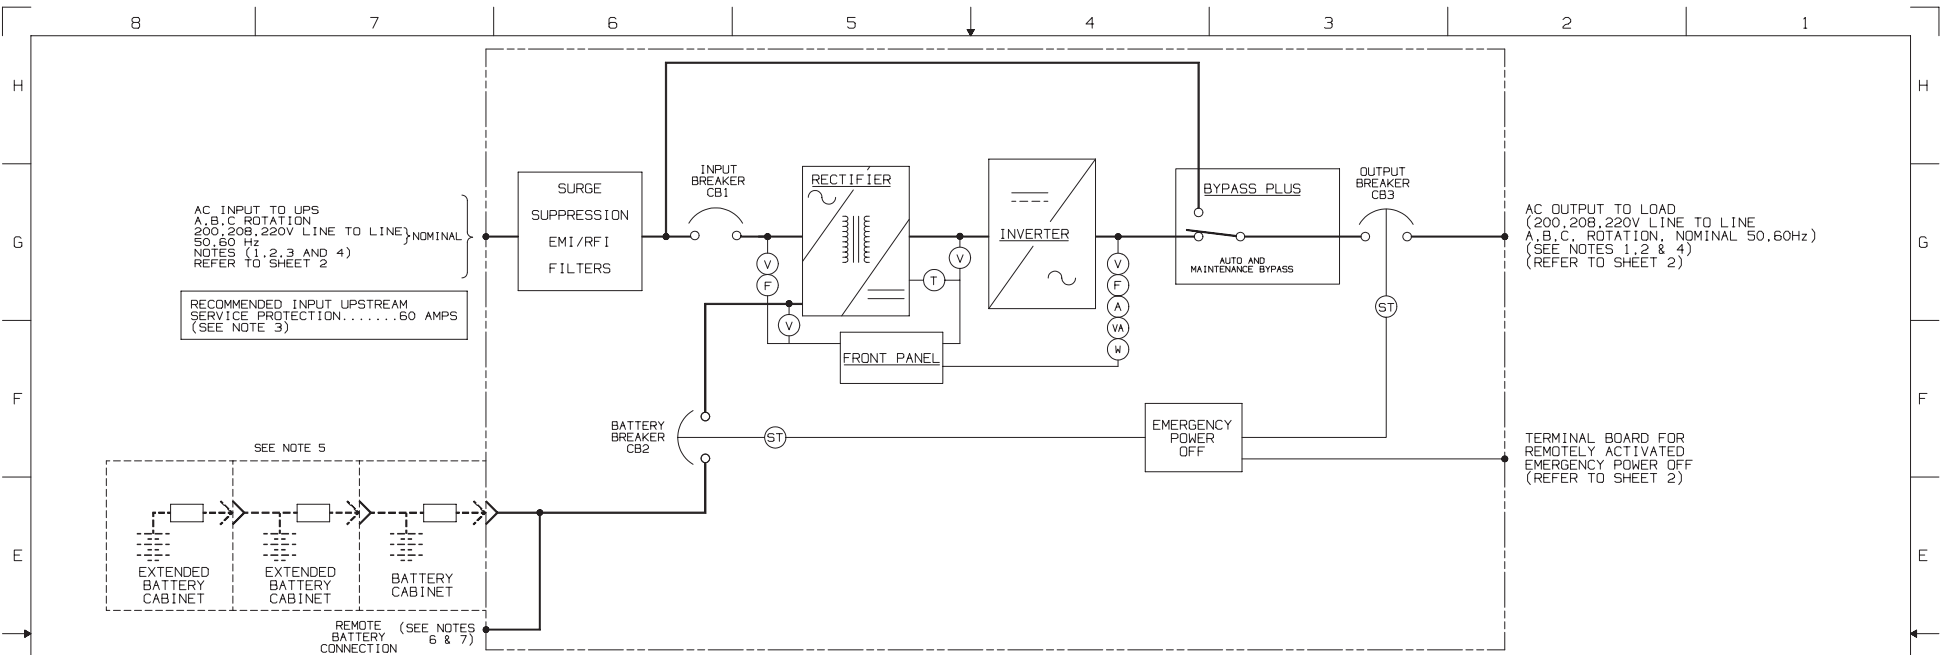 8 7 6 5 4 3 2 1
H H
G G
F F
E E
AC INPUT TO UPS
A,B,C ROTATION
200,208,220V LINE TO LINE
50,60 Hz
NOTES (1,2,3 AND 4)
REFER TO SHEET 2
NOMINAL
RECOMMENDED INPUT UPSTREAM
SERVICE PROTECTION.......60 AMPS
(SEE NOTE 3)
SURGE
SUPPRESSION
EMI/RFI
FILTERS
INPUT
BREAKER
CB1
RECTIFIER
V
F
V
V
T
FRONT PANEL
INVERTER
V
F
A
VA
W
BYPASS PLUS
AUTO AND
MAINTENANCE BYPASS
OUTPUT
BREAKER
CB3
ST
AC OUTPUT TO LOAD
(200,208,220V LINE TO LINE
A,B,C, ROTATION, NOMINAL 50,60Hz)
(SEE NOTES 1,2 & 4)
(REFER TO SHEET 2)
BATTERY
BREAKER
CB2
ST
EMERGENCY
POWER
OFF
TERMINAL BOARD FOR
REMOTELY ACTIVATED
EMERGENCY POWER OFF
(REFER TO SHEET 2)
SEE NOTE 5
EXTENDED
BATTERY
CABINET
EXTENDED
BATTERY
CABINET
BATTERY
CABINET
REMOTE
BATTERY
CONNECTION
(SEE NOTES
6 & 7)